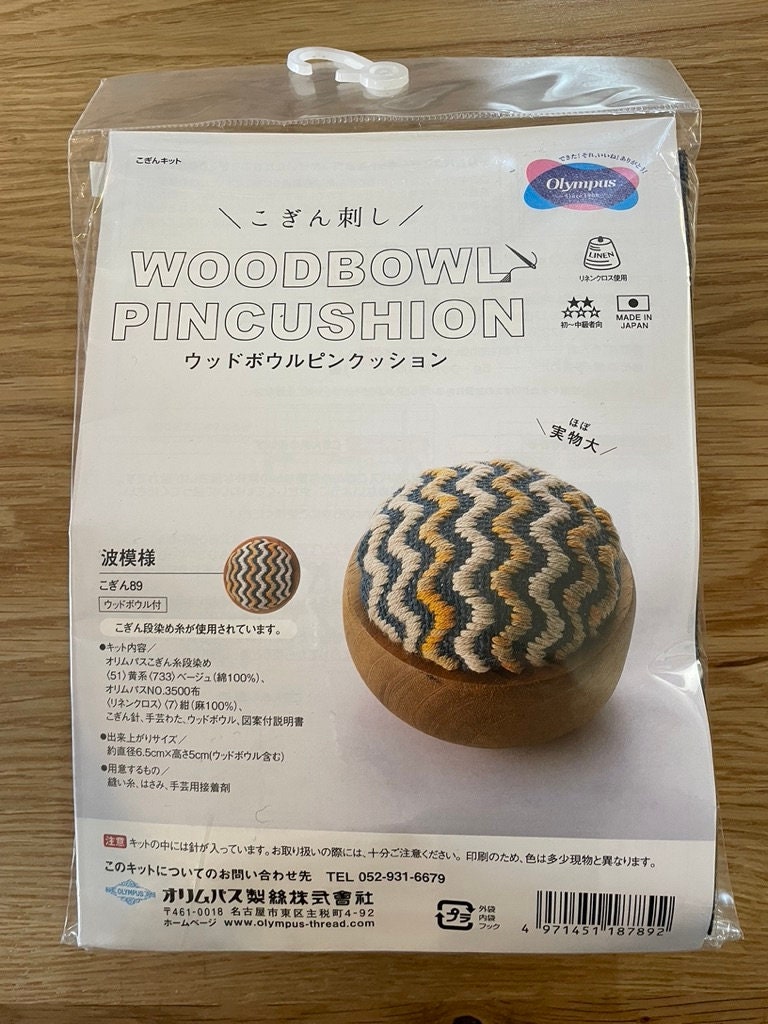 こぎんキット
できた!それ、いいね!ありがとう!
Olympus
Since 1908
＼こぎん刺し／
WOODBOWL
PINCUSHION
ウッドボウルピンクッション
LINEN
リネンクロス使用
★★
☆☆☆
初〜中級者向
MADE IN
JAPAN
ほぼ
＼実物大／
波模様
こぎん89
ウッドボウル付
こぎん段染め糸が使用されています。
●キット内容／
オリムパスこぎん糸段染め
〈51〉黄系〈733〉ベージュ(綿100%)、
オリムパスNO.3500布
〈リネンクロス〉〈7〉紺(麻100%)、
こぎん針、手芸わた、ウッドボウル、図案付説明書
●出来上がりサイズ／
約直径6.5cm×高さ5cm(ウッドボウル含む)
●用意するもの／
縫い糸、はさみ、手芸用接着剤
注意 キットの中には針が入っています。お取り扱いの際には、十分ご注意ください。印刷のため、色は多少現物と異なります。
このキットについてのお問い合わせ先 TEL 052-931-6679
OLYMPUS オリムパス製絲株式會社
〒461-0018 名古屋市東区主税町4-92
ホームページ www.olympus-thread.com
プラ
外袋
内袋
フック
4 971451 187892